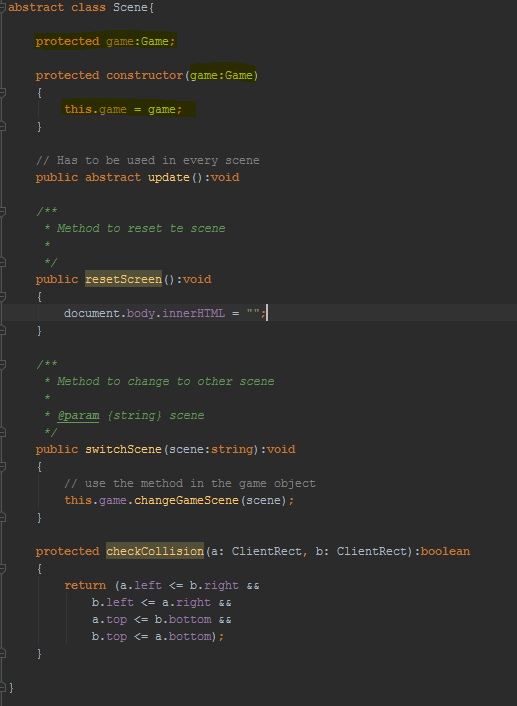 abstract class Scene{
protected game:Game;
protected constructor(game:Game)
{
this.game = game;
}
// Has to be used in every scene
public abstract update():void
/**
* Method to reset te scene
*
*/
public resetScreen():void
{
document.body.innerHTML = "";
}
/**
* Method to change to other scene
*
* @param {string} scene
*/
public switchScene(scene:string):void
{
// use the method in the game object
this.game.changeGameScene(scene);
}
protected checkCollision(a: ClientRect, b: ClientRect):boolean
{
return (a.left <= b.right &&
b.left <= a.right &&
a.top <= b.bottom &&
b.top <= a.bottom);
}
}